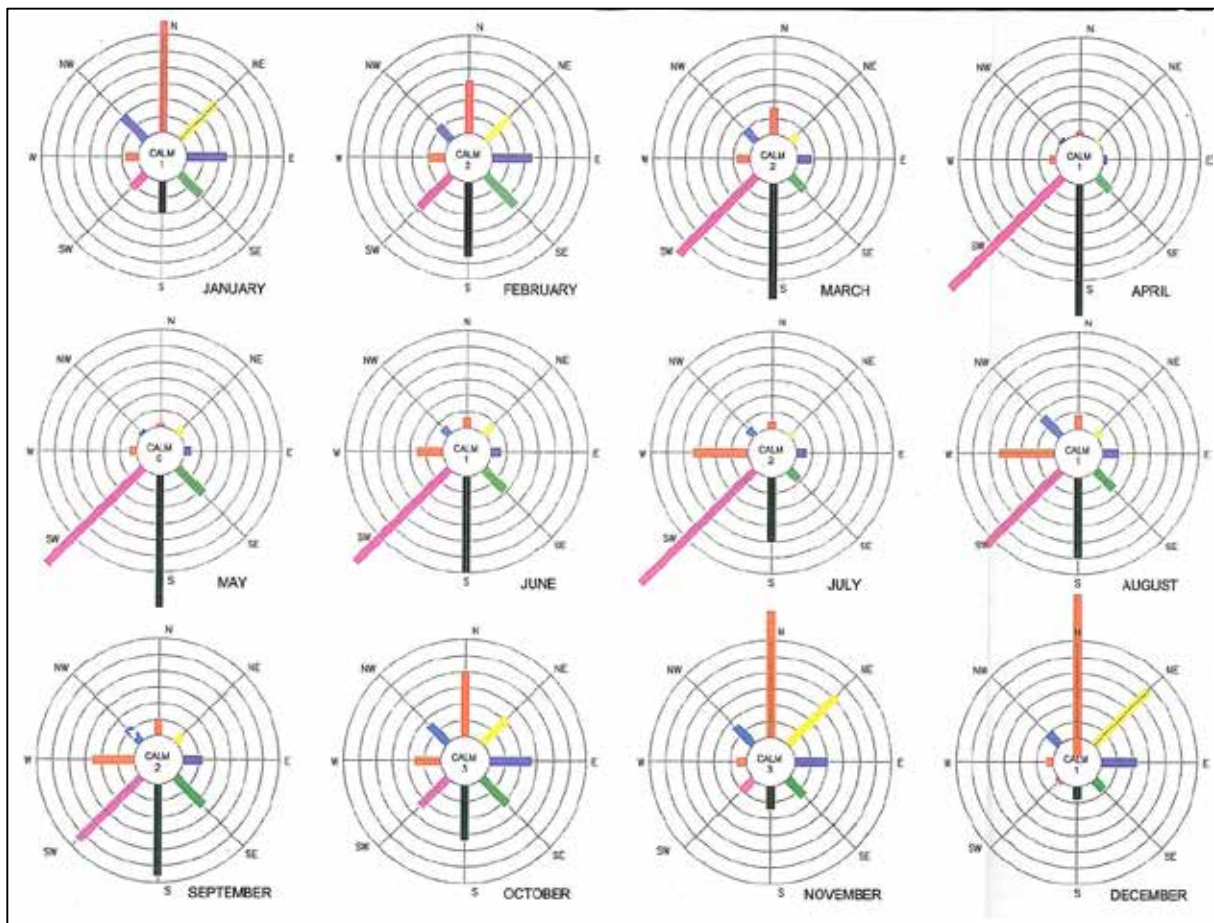 N
NW NE
W CALM E
1
SW SE
S
JANUARY
N
NW NE
W CALM E
2
SW SE
S
FEBRUARY
N
NW NE
W CALM E
2
SW SE
S
MARCH
N
NW NE
W CALM E
1
SW SE
S
APRIL
N
NW NE
W CALM E
SW SE
S
MAY
N
NW NE
W CALM E
1
SW SE
S
JUNE
N
NW NE
W CALM E
2
SW SE
S
JULY
N
NW NE
W CALM E
1
SW SE
S
AUGUST
N
NW NE
W CALM E
2
SW SE
S
SEPTEMBER
N
NW NE
W CALM E
SW SE
S
OCTOBER
N
NW NE
W CALM E
3
SW SE
S
NOVEMBER
N
NW NE
W CALM E
1
SW SE
S
DECEMBER